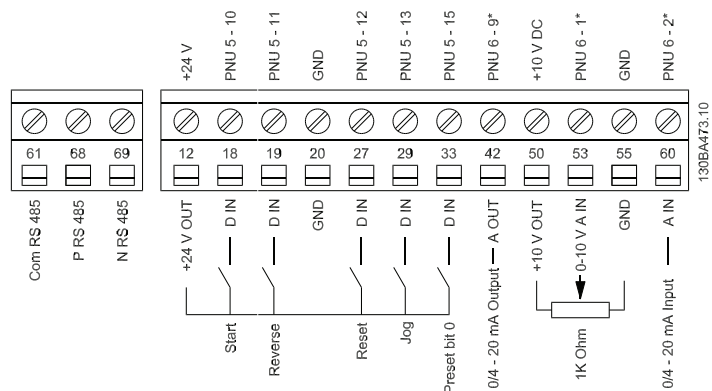 +24 V
PNU 5 - 10
PNU 5 - 11
GND
PNU 5 - 12
PNU 5 - 13
PNU 5 - 15
PNU 6 - 9*
+10 V DC
PNU 6 - 1*
GND
PNU 6 - 2*
61 68 69
12 18 19 20 27 29 33 42 50 53 55 60
Com RS 485
P RS 485
N RS 485
+24 V OUT
D IN
D IN
GND
D IN
D IN
D IN
0/4 - 20 mA Output
A OUT
+10 V OUT
0-10 V A IN
GND
0/4 - 20 mA Input
A IN
Start
Reverse
Reset
Jog
Preset bit 0
1K Ohm
130BA473.10